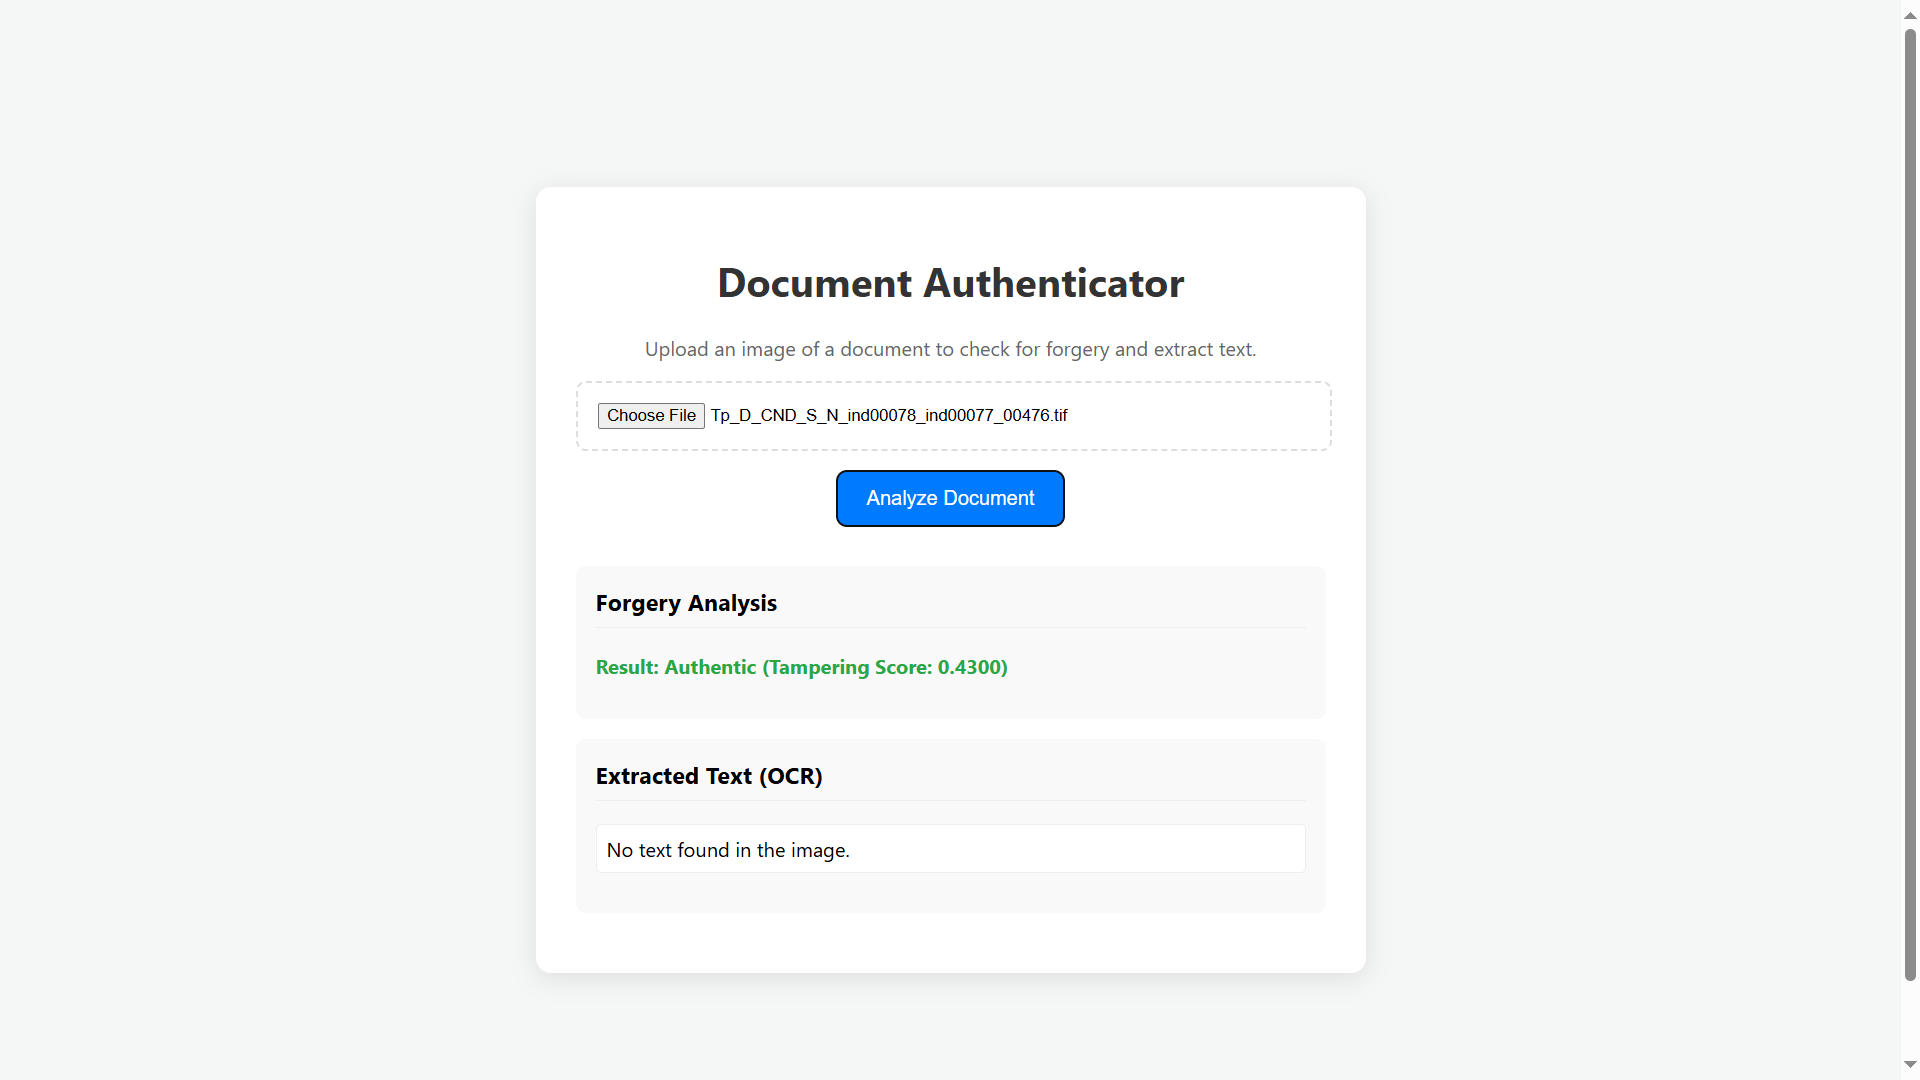 Document Authenticator
Upload an image of a document to check for forgery and extract text.
Choose File Tp_D_CND_S_N_ind00078_ind00077_00476.tif
Analyze Document
Forgery Analysis
Result: Authentic (Tampering Score: 0.4300)
Extracted Text (OCR)
No text found in the image.